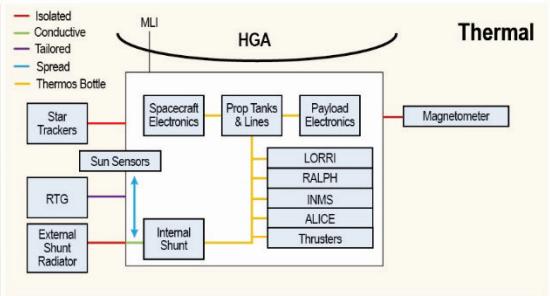 Isolated
Conductive
Tailored
Spread
Thermos Bottle
MLI
HGA
Thermal
Star
Trackers
Sun Sensors
RTG
External
Shunt
Radiator
Spacecraft
Electronics
Prop Tanks
& Lines
Payload
Electronics
Magnetometer
LORRI
RALPH
INMS
ALICE
Thrusters
Internal
Shunt